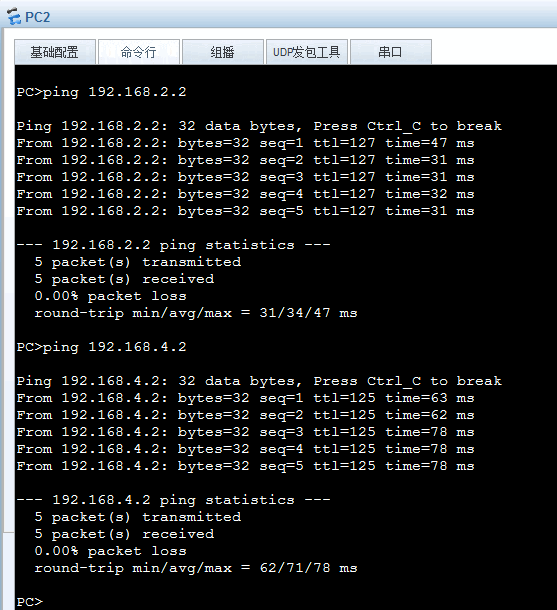 PC2
基础配置 命令行 组播 UDP发包工具 串口
PC>ping 192.168.2.2
Ping 192.168.2.2: 32 data bytes, Press Ctrl_C to break
From 192.168.2.2: bytes=32 seq=1 ttl=127 time=47 ms
From 192.168.2.2: bytes=32 seq=2 ttl=127 time=31 ms
From 192.168.2.2: bytes=32 seq=3 ttl=127 time=31 ms
From 192.168.2.2: bytes=32 seq=4 ttl=127 time=32 ms
From 192.168.2.2: bytes=32 seq=5 ttl=127 time=31 ms
--- 192.168.2.2 ping statistics ---
5 packet(s) transmitted
5 packet(s) received
0.00% packet loss
round-trip min/avg/max = 31/34/47 ms
PC>ping 192.168.4.2
Ping 192.168.4.2: 32 data bytes, Press Ctrl_C to break
From 192.168.4.2: bytes=32 seq=1 ttl=125 time=63 ms
From 192.168.4.2: bytes=32 seq=2 ttl=125 time=62 ms
From 192.168.4.2: bytes=32 seq=3 ttl=125 time=78 ms
From 192.168.4.2: bytes=32 seq=4 ttl=125 time=78 ms
From 192.168.4.2: bytes=32 seq=5 ttl=125 time=78 ms
--- 192.168.4.2 ping statistics ---
5 packet(s) transmitted
5 packet(s) received
0.00% packet loss
round-trip min/avg/max = 62/71/78 ms
PC>